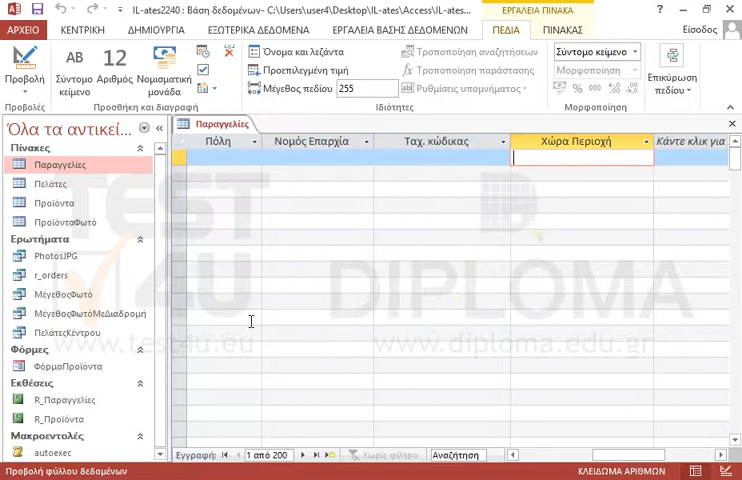 IL-ates2240 : Βάση δεδομένων- C:\Users\user4\Desktop\IL-ates\Access\IL-ates...
ΕΡΓΑΛΕΙΑ ΠΙΝΑΚΑ
ΑΡΧΕΙΟ
ΚΕΝΤΡΙΚΗ
ΔΗΜΙΟΥΡΓΙΑ
ΕΞΩΤΕΡΙΚΑ ΔΕΔΟΜΕΝΑ
ΕΡΓΑΛΕΙΑ ΒΑΣΗΣ ΔΕΔΟΜΕΝΩΝ
ΠΕΔΙΑ
ΠΙΝΑΚΑΣ
Είσοδος
Προβολή
Προβολές
AB
Σύντομο κείμενο
12
Αριθμός
Νομισματική μονάδα
Προσθήκη και διαγραφή
Όνομα και λεζάντα
Προεπιλεγμένη τιμή
Μέγεθος πεδίου 255
Τροποποίηση αναζητήσεων
Τροποποίηση παράστασης
Ρυθμίσεις υπομνήματος
Ιδιότητες
Σύντομο κείμενο
Μορφοποίηση
Μορφοποίηση
Επικύρωση πεδίου
Όλα τα αντικεί...
Πίνακες
Παραγγελίες
Πελάτες
Προϊόντα
ΠροϊόνταΦωτό
Ερωτήματα
PhotosJPG
r_orders
ΜέγεθοςΦωτό
ΜέγεθοςΦωτόΜεΔιαδρομή
ΠελάτεςΚέντρου
Φόρμες
ΦόρμαΠροϊόντα
Εκθέσεις
R_Παραγγελίες
R_Προϊόντα
Μακροεντολές
autoexec
Παραγγελίες
Πόλη
Νομός Επαρχία
Ταχ. κώδικας
Χώρα Περιοχή
Κάντε κλικ για
TEST
4U
www.test4u.eu
DIPLOMA
www.diploma.edu.gr
Εγγραφή: 1 από 200
Χωρίς φίλτρο
Αναζήτηση
Προβολή φύλλου δεδομένων
ΚΛΕΙΔΩΜΑ ΑΡΙΘΜΩΝ